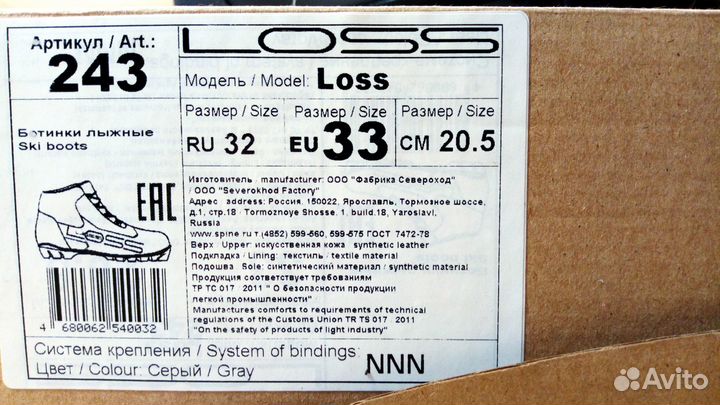 Артикул / Art.:
243
LOSS
Модель / Model: Loss
Размер / Size
RU 32
Размер / Size
EU 33
Размер / Size
CM 20.5
Ботинки лыжные
Ski boots
LOSS
EAC
4 680062 540032
Изготовитель / manufacturer: ООО "Фабрика Североход"
/ OOO "Severokhod Factory"
Адрес / address: Россия, 150022, Ярославль, Тормозное шоссе,
д.1, стр.18 / Tormoznoye Shosse, 1, build.18, Yaroslavl,
Russia
www.spine.ru т (4852) 599-560, 599-575 ГОСТ 7472-78
Верх / Upper: искусственная кожа / synthetic leather
Подкладка / Lining: текстиль / textile material
Подошва / Sole: синтетический материал / synthetic material
Продукция соответствует требованиям
ТР ТС 017 / 2011 " О безопасности продукции
легкой промышленности"
Manufactures comforts to requirements of technical
regulations of the Customs Union TR TS 017 / 2011
"On the safety of products of light industry"
Система крепления / System of bindings: NNN
Цвет / Colour: Серый / Gray
Avito